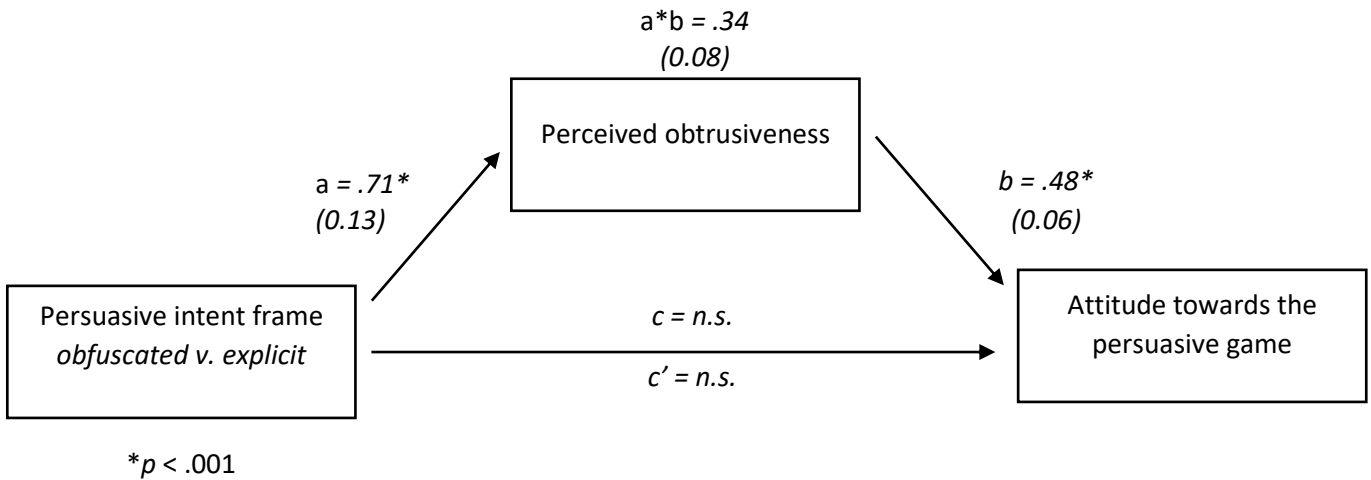 a*b = .34
(0.08)
Perceived obtrusiveness
a = .71*
(0.13)
b = .48*
(0.06)
Persuasive intent frame
obfuscated v. explicit
c = n.s.
c’ = n.s.
Attitude towards the
persuasive game
*p < .001